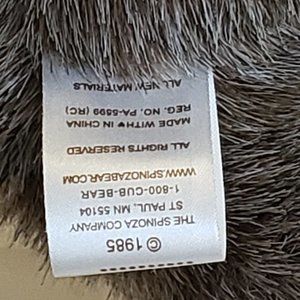 © 1985
THE SPINOZA COMPANY
ST PAUL, MN 55104
1-800-CUB-BEAR
WWW.SPINOZABEAR.COM
ALL RIGHTS RESERVED
MADE WITH ♥ IN CHINA
REG. NO. PA-5599 (RC)
ALL NEW MATERIALS